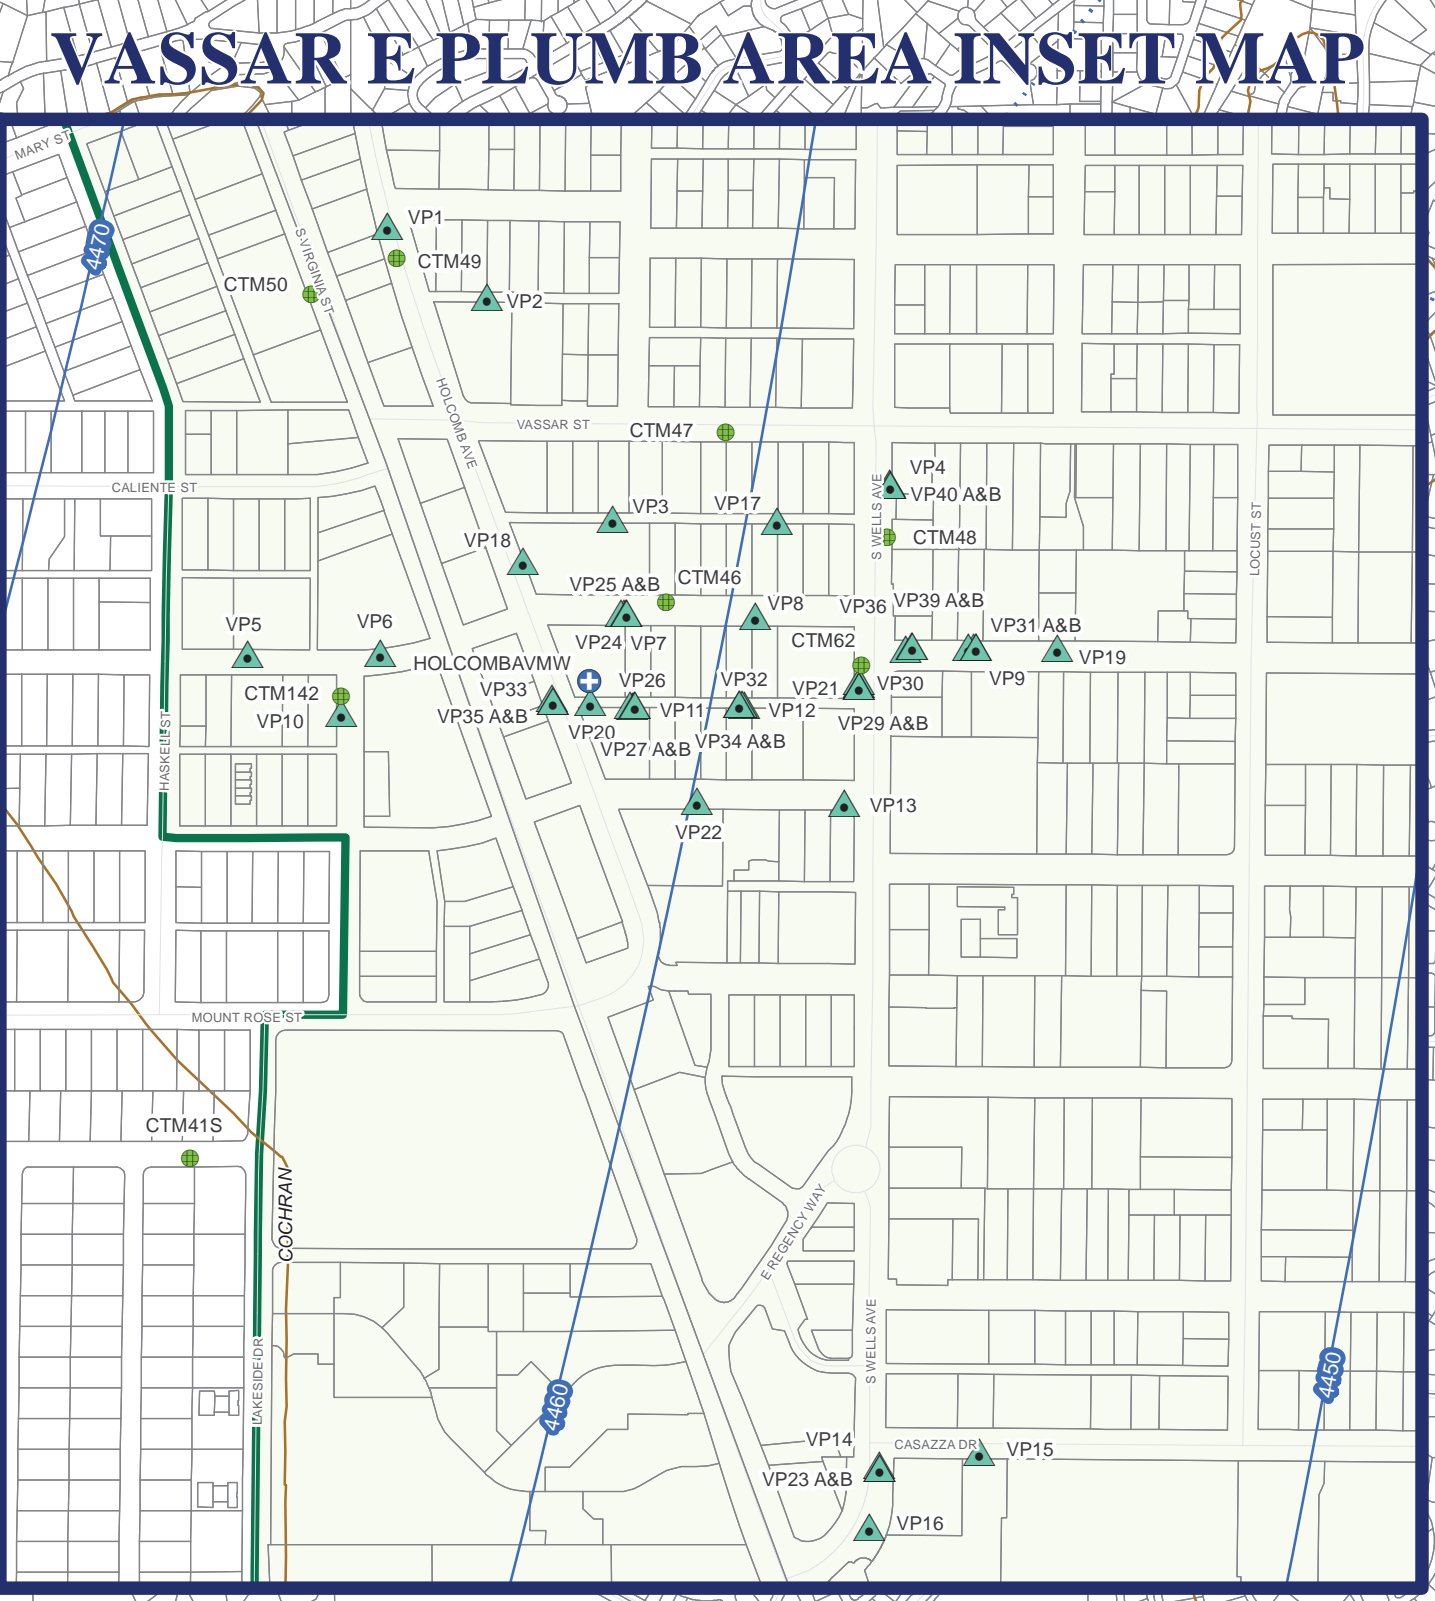 VASSAR E PLUMB AREA INSET MAP
MARY ST
4470
S VIRGINIA ST
VP1
CTM49
CTM50
VP2
HOLCOMB AVE
VASSAR ST
CTM47
CALIENTE ST
VP4
VP40 A&B
S WELLS AVE
CTM48
LOCUST ST
VP3
VP17
VP18
VP25 A&B
CTM46
VP8
VP36
VP39 A&B
VP5
VP6
VP24
VP7
CTM62
VP31 A&B
VP19
VP9
HOLCOMBAVMW
VP33
VP26
VP32
VP21
VP30
CTM142
VP10
VP35 A&B
VP20
VP11
VP12
VP29 A&B
VP27 A&B
VP34 A&B
HASKELL ST
VP22
VP13
MOUNT ROSE ST
CTM41S
COCHRAN
E REGENCY WAY
S WELLS AVE
LAKESIDE DR
4460
4450
VP14
CASAZZA DR
VP15
VP23 A&B
VP16